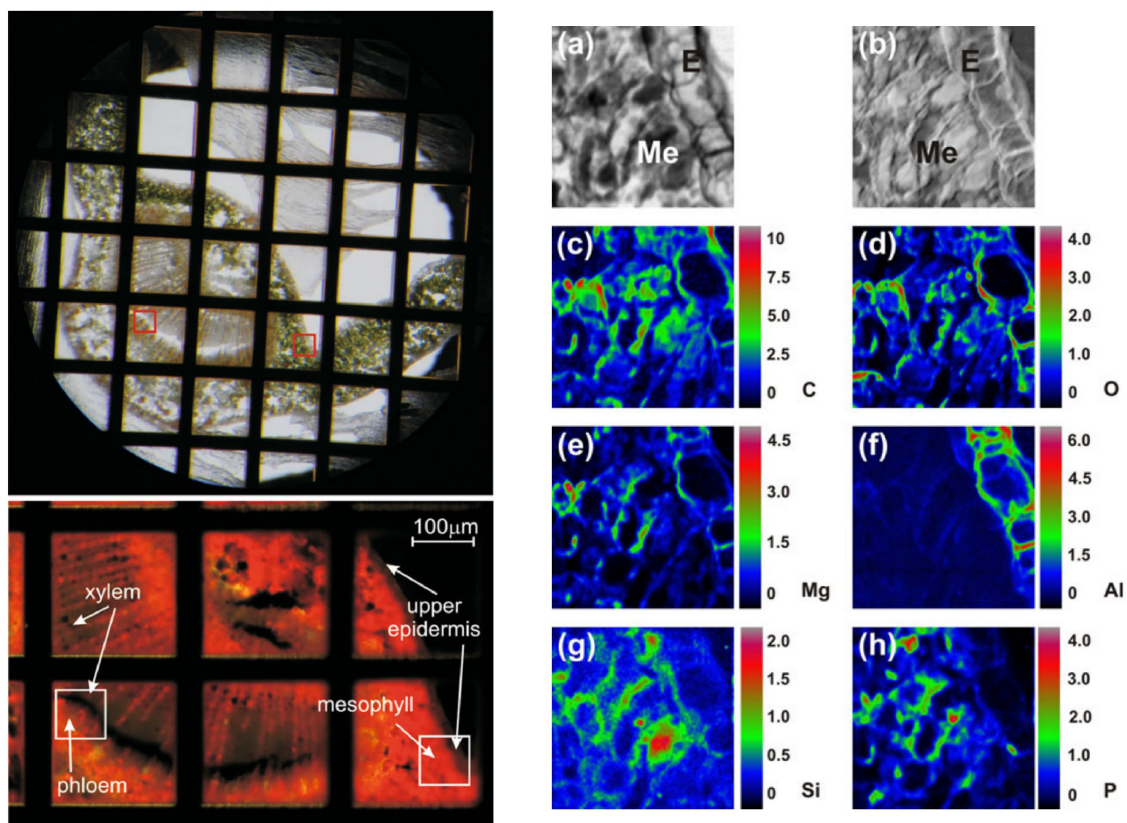 100μm
xylem
upper
epidermis
mesophyll
phloem
(a)
E
Me
(b)
E
Me
(c)
10
7.5
5.0
2.5
0
C
(d)
4.0
3.0
2.0
1.0
0
O
(e)
4.5
3.0
1.5
0
Mg
(f)
6.0
4.5
3.0
1.5
0
Al
(g)
2.0
1.5
1.0
0.5
0
Si
(h)
4.0
3.0
2.0
1.0
0
P